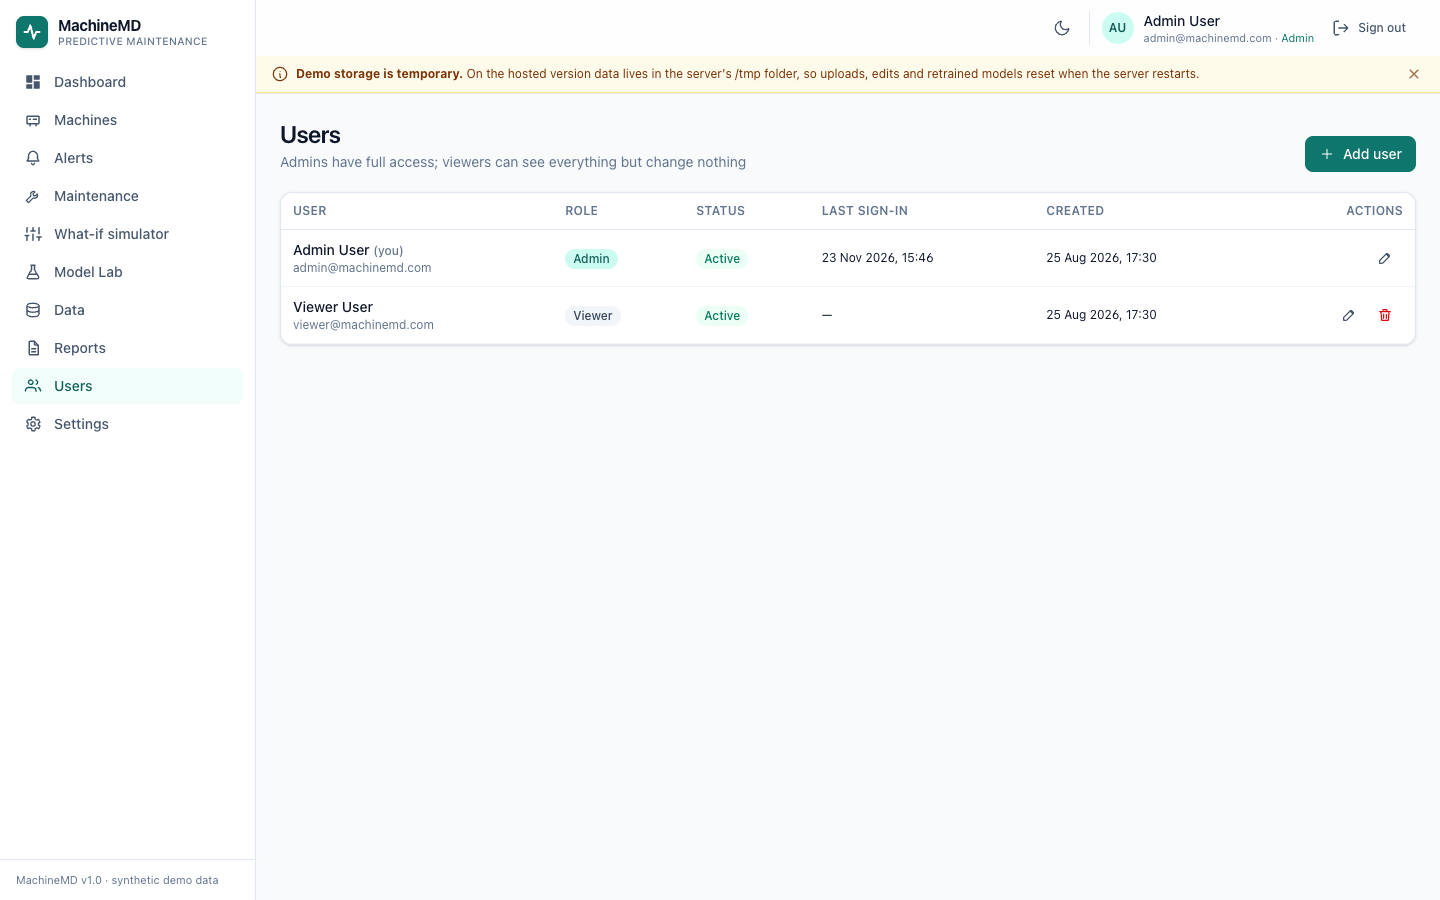 MachineMD
PREDICTIVE MAINTENANCE
Dashboard
Machines
Alerts
Maintenance
What-if simulator
Model Lab
Data
Reports
Users
Settings
MachineMD v1.0 · synthetic demo data
AU
Admin User
admin@machinemd.com · Admin
Sign out
Demo storage is temporary. On the hosted version data lives in the server's /tmp folder, so uploads, edits and retrained models reset when the server restarts.
Users
Admins have full access; viewers can see everything but change nothing
Add user
USER ROLE STATUS LAST SIGN-IN CREATED ACTIONS
Admin User (you)
admin@machinemd.com
Admin Active 23 Nov 2026, 15:46 25 Aug 2026, 17:30
Viewer User
viewer@machinemd.com
Viewer Active — 25 Aug 2026, 17:30